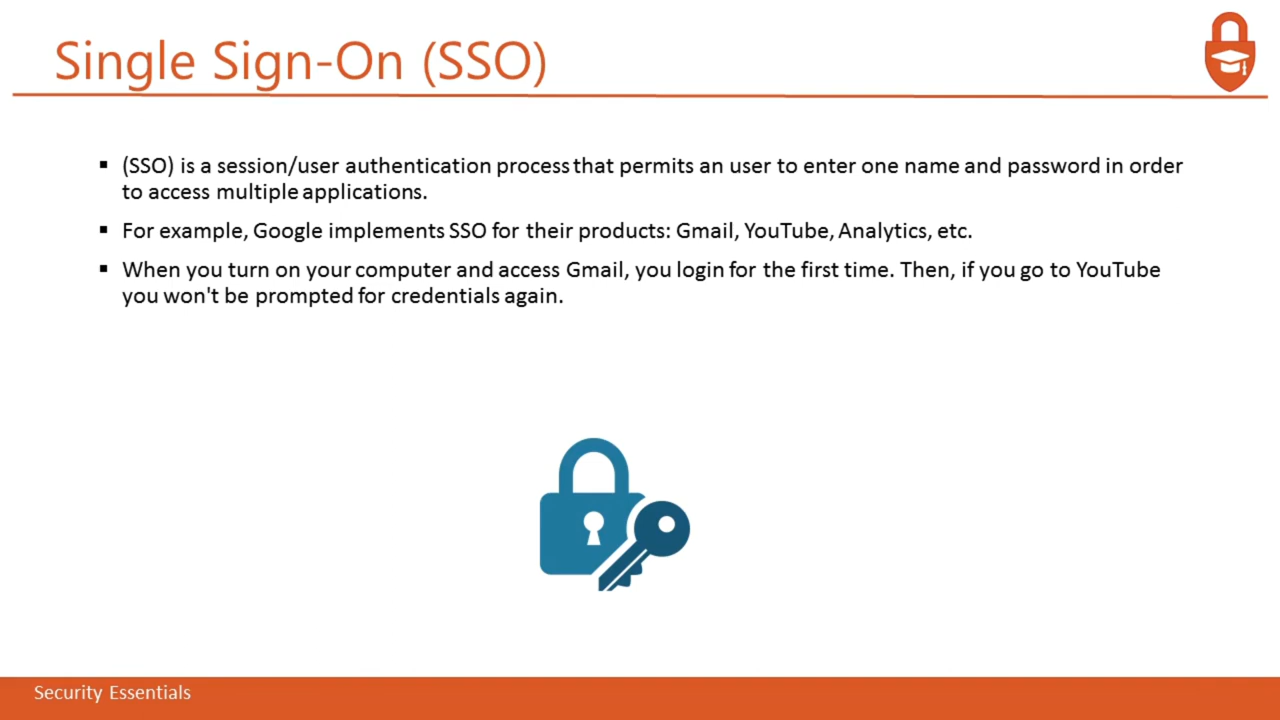 Single Sign-On (SSO)
(SSO) is a session/user authentication process that permits an user to enter one name and password in order
to access multiple applications.
For example, Google implements SSO for their products: Gmail, YouTube, Analytics, etc.
When you turn on your computer and access Gmail, you login for the first time. Then, if you go to YouTube
you won't be prompted for credentials again.
Security Essentials